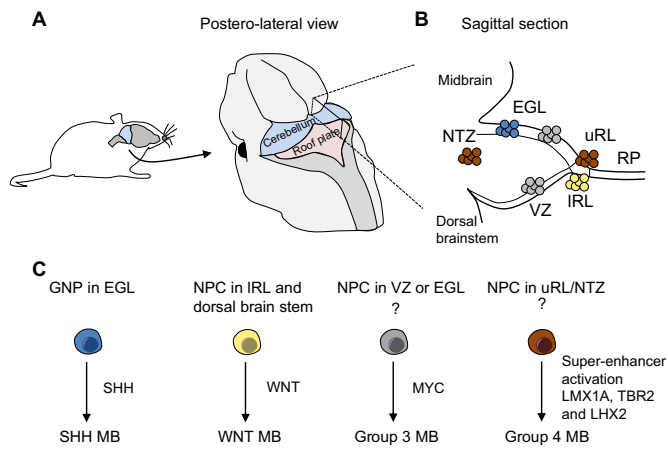 A
Postero-lateral view
Cerebellum
Roof plate
B
Sagittal section
Midbrain
EGL
NTZ
uRL
RP
VZ
lRL
Dorsal
brainstem
C
GNP in EGL
SHH
SHH MB
NPC in lRL and
dorsal brain stem
WNT
WNT MB
NPC in VZ or EGL
?
MYC
Group 3 MB
NPC in uRL/NTZ
?
Super-enhancer
activation
LMX1A, TBR2
and LHX2
Group 4 MB